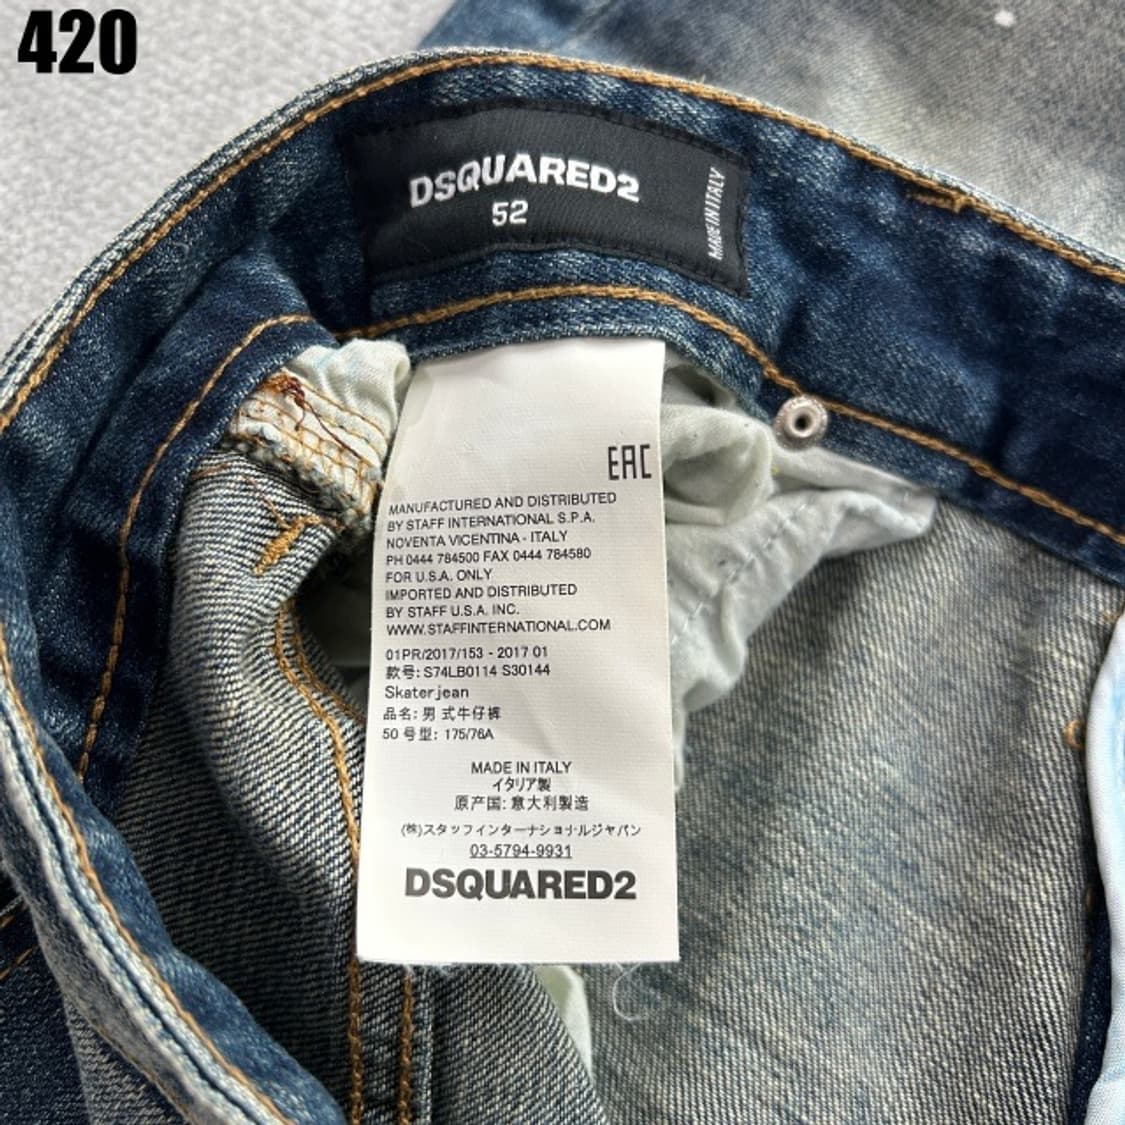 420
DSQUARED2
52
MADE IN ITALY
EAC
MANUFACTURED AND DISTRIBUTED
BY STAFF INTERNATIONAL S.P.A.
NOVENTA VICENTINA - ITALY
PH 0444 784500 FAX 0444 784580
FOR U.S.A. ONLY
IMPORTED AND DISTRIBUTED
BY STAFF U.S.A. INC.
WWW.STAFFINTERNATIONAL.COM
01PR/2017/153 - 2017 01
款号: S74LB0114 S30144
Skaterjean
品名: 男 式牛仔裤
50 号型: 175/76A
MADE IN ITALY
イタリア製
原产国: 意大利製造
(株)スタッフインターナショナルジャパン
03-5794-9931
DSQUARED2